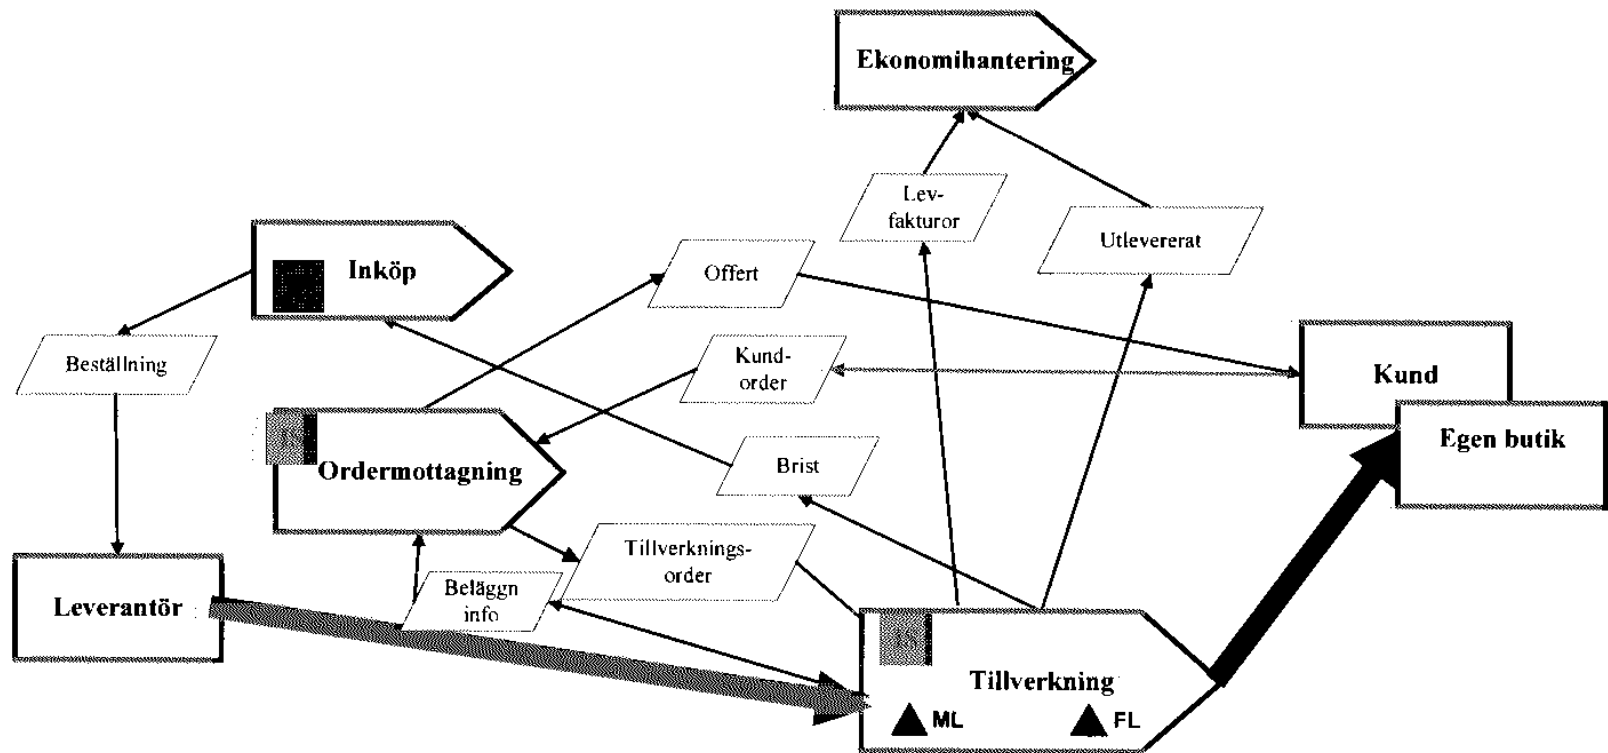 Ekonomihantering
Lev-
fakturor
Utlevererat
Inköp
Offert
Beställning
Kund-
order
Kund
Egen butik
Ordermottagning
Brist
Tillverknings-
order
Beläggn
info
Leverantör
Tillverkning
ML
FL